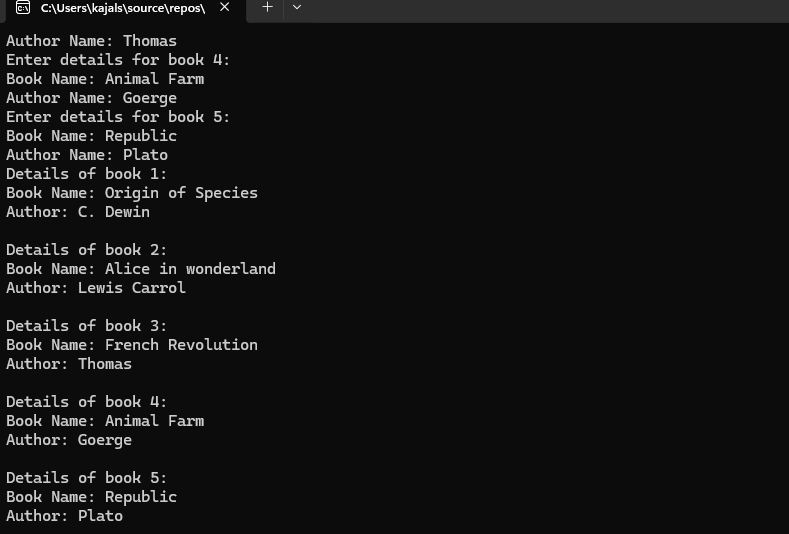 C:\Users\kajals\source\repos\
Author Name: Thomas
Enter details for book 4:
Book Name: Animal Farm
Author Name: Goerge
Enter details for book 5:
Book Name: Republic
Author Name: Plato
Details of book 1:
Book Name: Origin of Species
Author: C. Dewin
Details of book 2:
Book Name: Alice in wonderland
Author: Lewis Carrol
Details of book 3:
Book Name: French Revolution
Author: Thomas
Details of book 4:
Book Name: Animal Farm
Author: Goerge
Details of book 5:
Book Name: Republic
Author: Plato